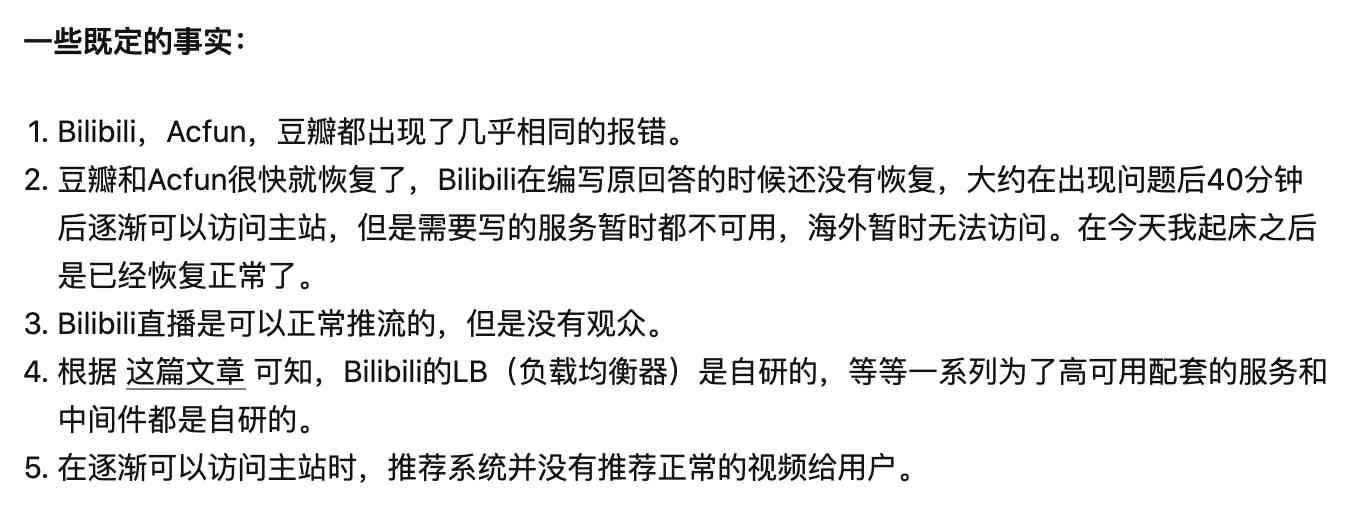 一些既定的事实：
1. Bilibili，Acfun，豆瓣都出现了几乎相同的报错。
2. 豆瓣和Acfun很快就恢复了，Bilibili在编写原回答的时候还没有恢复，大约在出现问题后40分钟
后逐渐可以访问主站，但是需要写的服务暂时都不可用，海外暂时无法访问。在今天我起床之后
是已经恢复正常了。
3. Bilibili直播是可以正常推流的，但是没有观众。
4. 根据 这篇文章 可知，Bilibili的LB（负载均衡器）是自研的，等等一系列为了高可用配套的服务和
中间件都是自研的。
5. 在逐渐可以访问主站时，推荐系统并没有推荐正常的视频给用户。